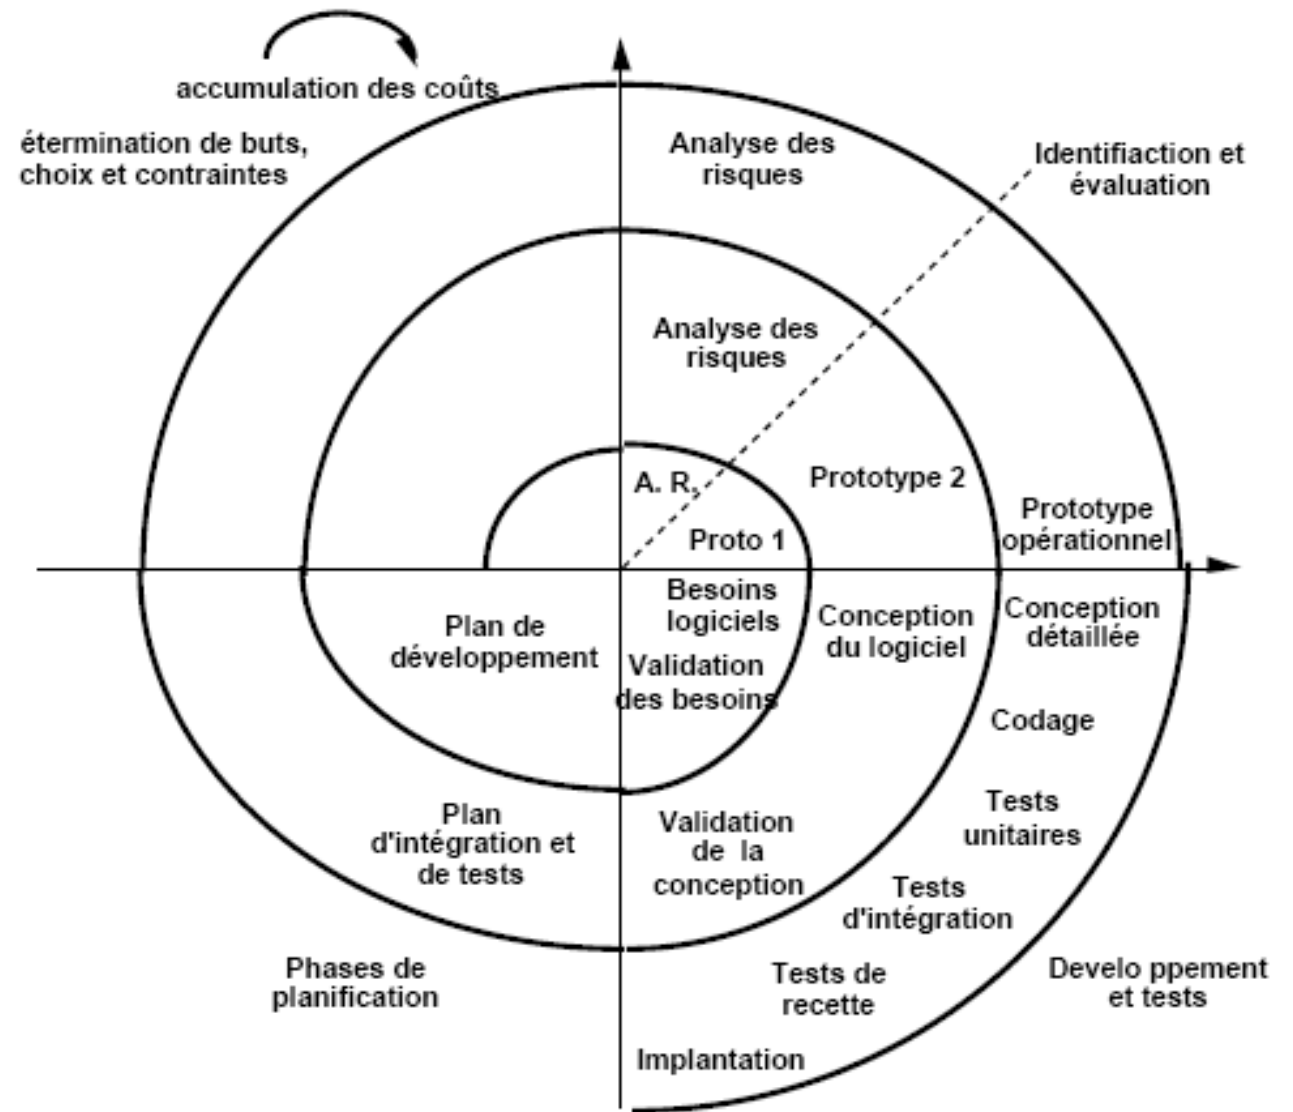 accumulation des coûts
étermination de buts,
choix et contraintes
Analyse des
risques
Identifiaction et
évaluation
Analyse des
risques
A. R.
Prototype 2
Proto 1
Prototype
opérationnel
Besoins
logiciels
Conception
du logiciel
Conception
détaillée
Plan de
développement
Validation
des besoins
Codage
Tests
unitaires
Plan
d'intégration et
de tests
Validation
de la
conception
Tests
d'intégration
Phases de
planification
Tests de
recette
Develo ppement
et tests
Implantation